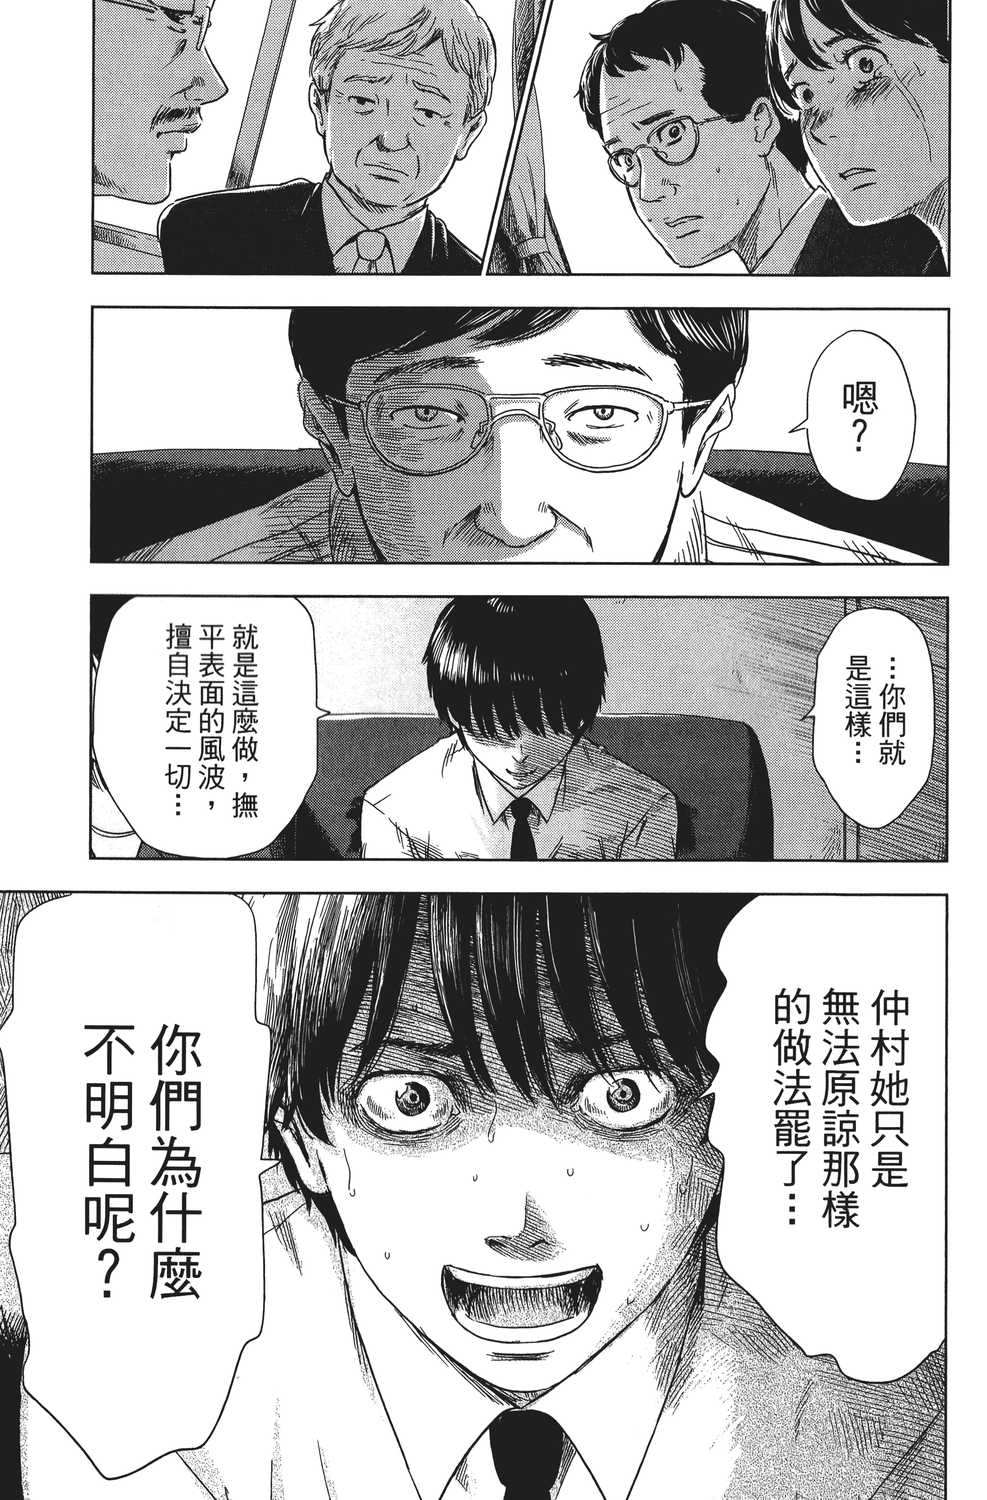 嗯？
…你們就
是這樣…
就是這麼做，撫
平表面的風波，
擅自決定一切…
仲村她只是
無法原諒那樣
的做法罷了…
你們為什麼
不明白呢？